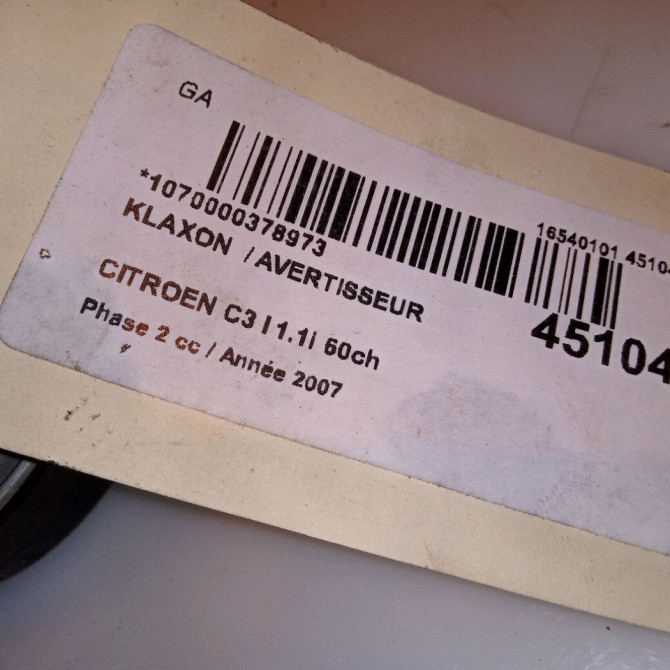 GA
*1070000378973
16540101 45104
KLAXON / AVERTISSEUR
45104
CITROEN C3 I 1.1i 60ch
Phase 2 cc / Année 2007